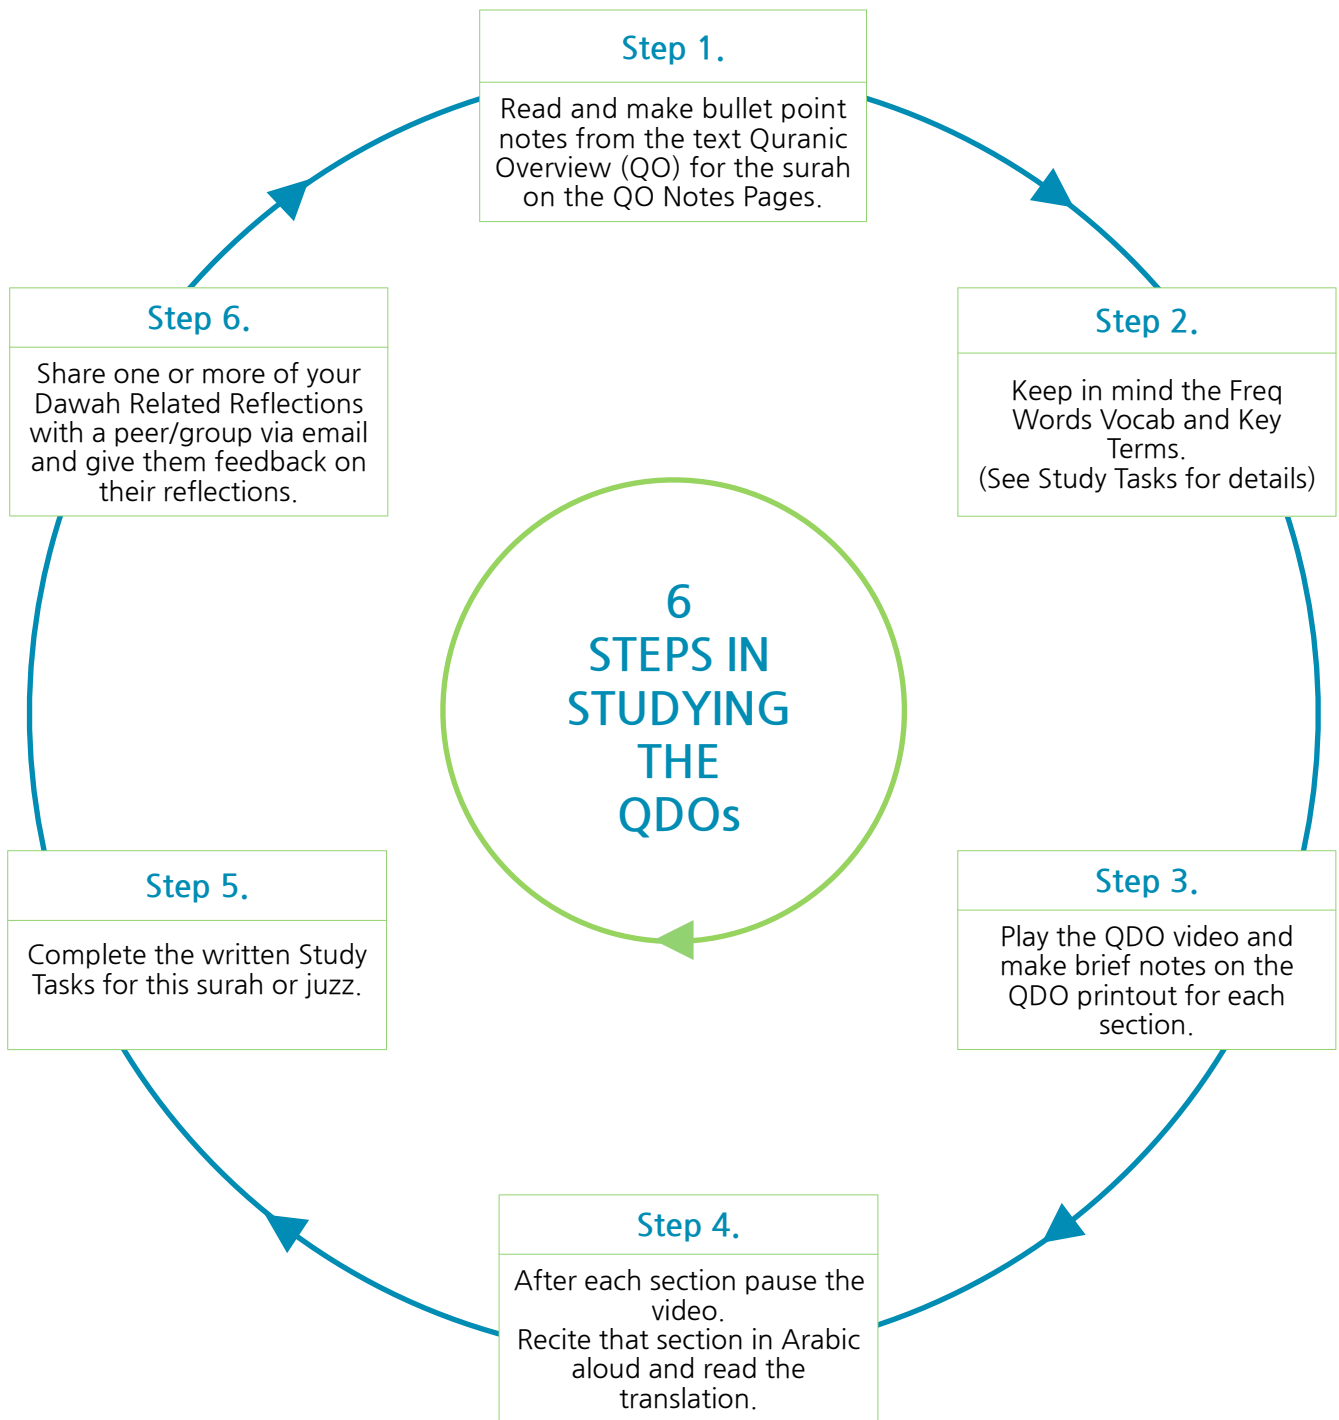 Step 1.
Read and make bullet point
notes from the text Quranic
Overview (QO) for the surah
on the QO Notes Pages.
Step 2.
Keep in mind the Freq
Words Vocab and Key
Terms.
(See Study Tasks for details)
Step 3.
Play the QDO video and
make brief notes on the
QDO printout for each
section.
Step 4.
After each section pause the
video.
Recite that section in Arabic
aloud and read the
translation.
Step 5.
Complete the written Study
Tasks for this surah or juzz.
Step 6.
Share one or more of your
Dawah Related Reflections
with a peer/group via email
and give them feedback on
their reflections.
6
STEPS IN
STUDYING
THE
QDOs